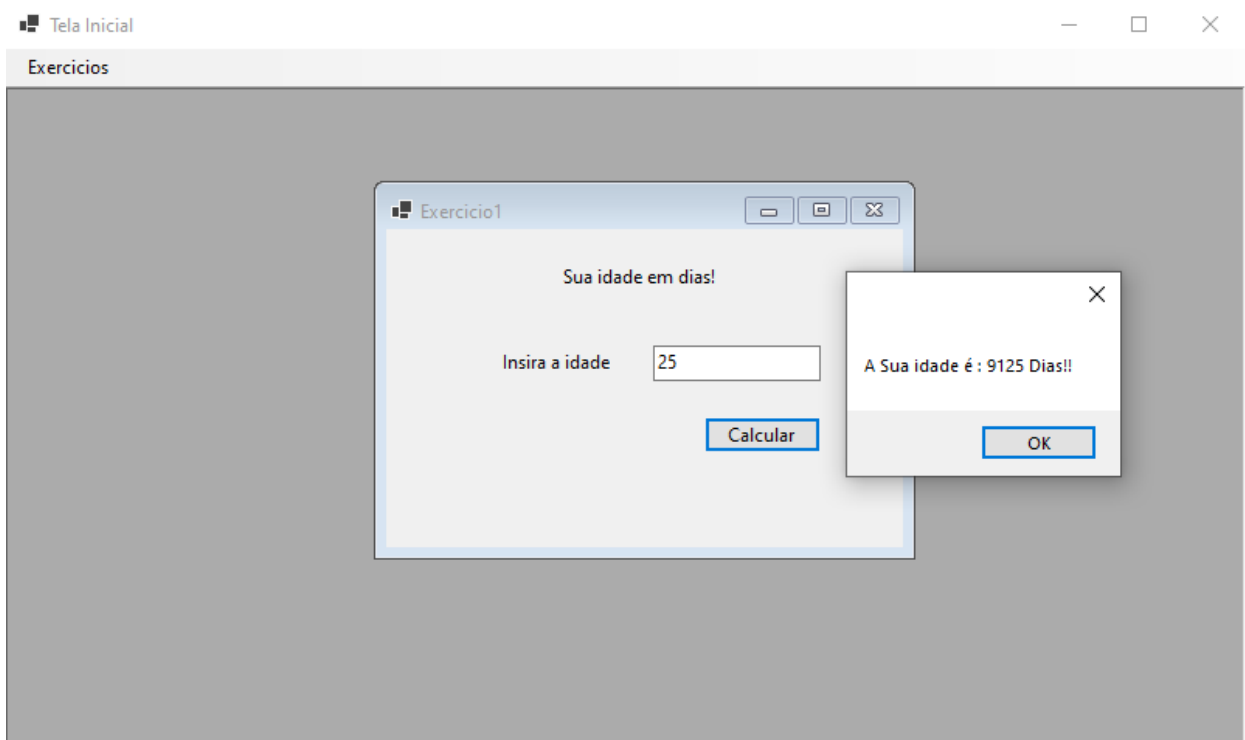 Tela Inicial
Exercicios
Exercicio1
Sua idade em dias!
Insira a idade
25
Calcular
A Sua idade é : 9125 Dias!!
OK